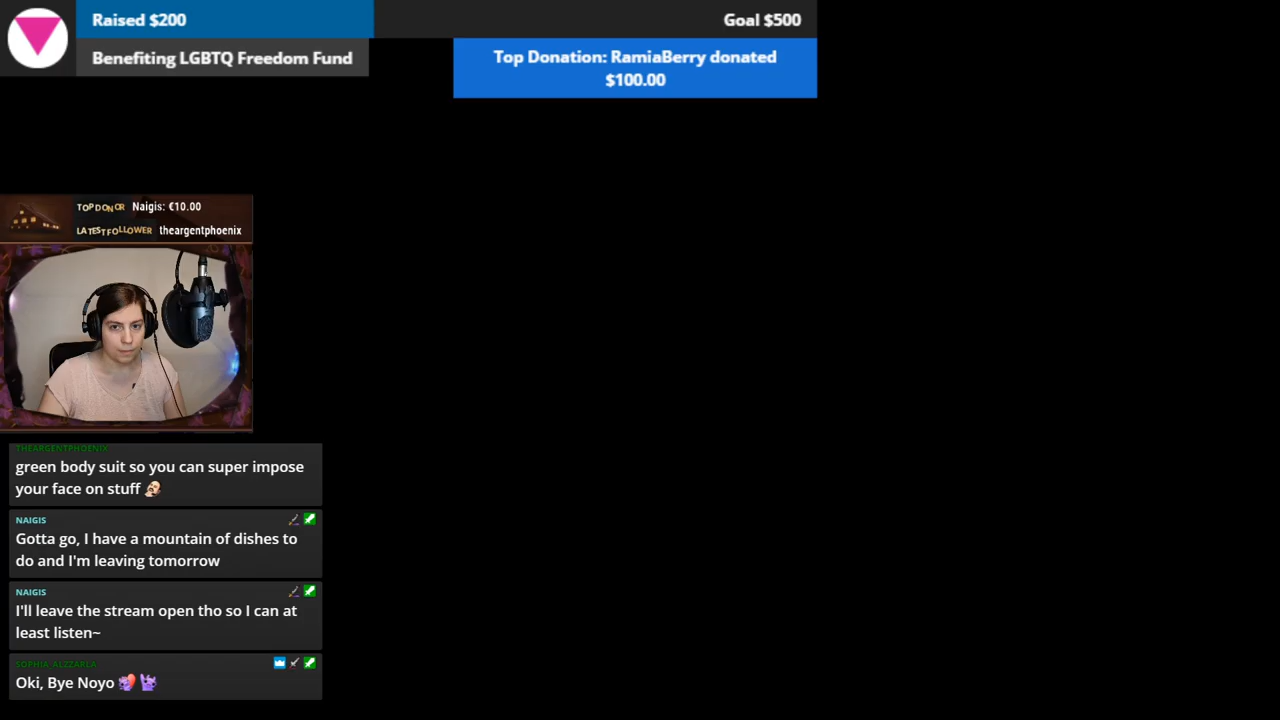 Raised $200
Goal $500
Benefiting LGBTQ Freedom Fund
Top Donation: RamiaBerry donated
$100.00
TOP DONOR Naigis: €10.00
LATEST FOLLOWER theargentphoenix
THEARGENTPHOENIX
green body suit so you can super impose
your face on stuff
NAIGIS
Gotta go, I have a mountain of dishes to
do and I'm leaving tomorrow
NAIGIS
I'll leave the stream open tho so I can at
least listen~
SOPHIA_ALZZARLA
Oki, Bye Noyo